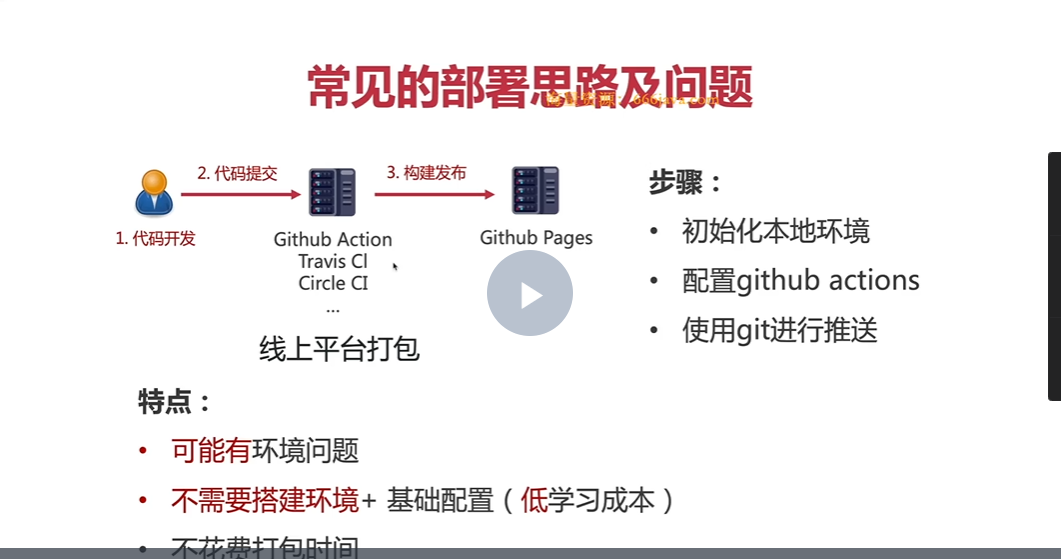 常见的部署思路及问题
2. 代码提交
3. 构建发布
1. 代码开发
Github Action
Travis CI
Circle CI
...
Github Pages
线上平台打包
步骤：
• 初始化本地环境
• 配置github actions
• 使用git进行推送
特点：
• 可能有环境问题
• 不需要搭建环境+ 基础配置（低学习成本）
• 不花费打包时间